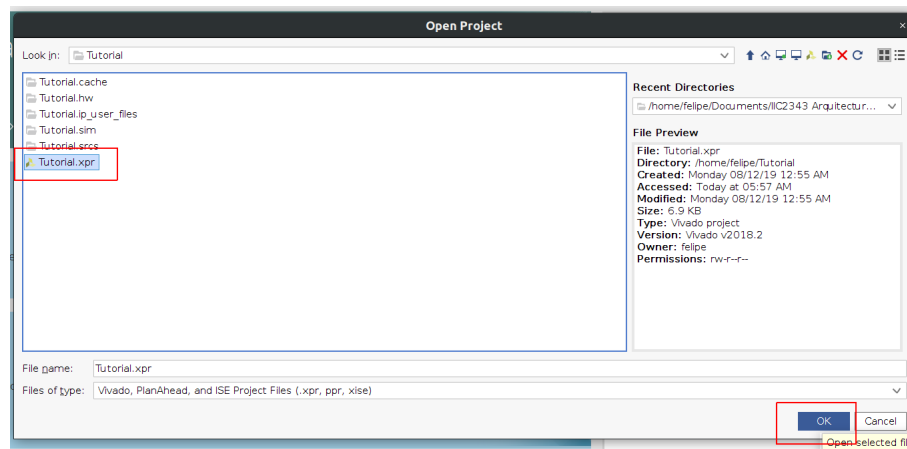 Open Project
Look in: Tutorial
Tutorial.cache
Tutorial.hw
Tutorial.ip_user_files
Tutorial.sim
Tutorial.srcs
Tutorial.xpr
Recent Directories
/home/felipe/Documents/IIC2343 Arquitectur...
File Preview
File: Tutorial.xpr
Directory: /home/felipe/Tutorial
Created: Monday 08/12/19 12:55 AM
Accessed: Today at 05:57 AM
Modified: Monday 08/12/19 12:55 AM
Size: 6.9 KB
Type: Vivado project
Version: Vivado v2018.2
Owner: felipe
Permissions: rw-r--r--
File name: Tutorial.xpr
Files of type: Vivado, PlanAhead, and ISE Project Files (.xpr, ppr, xise)
OK Cancel
Open selected fi